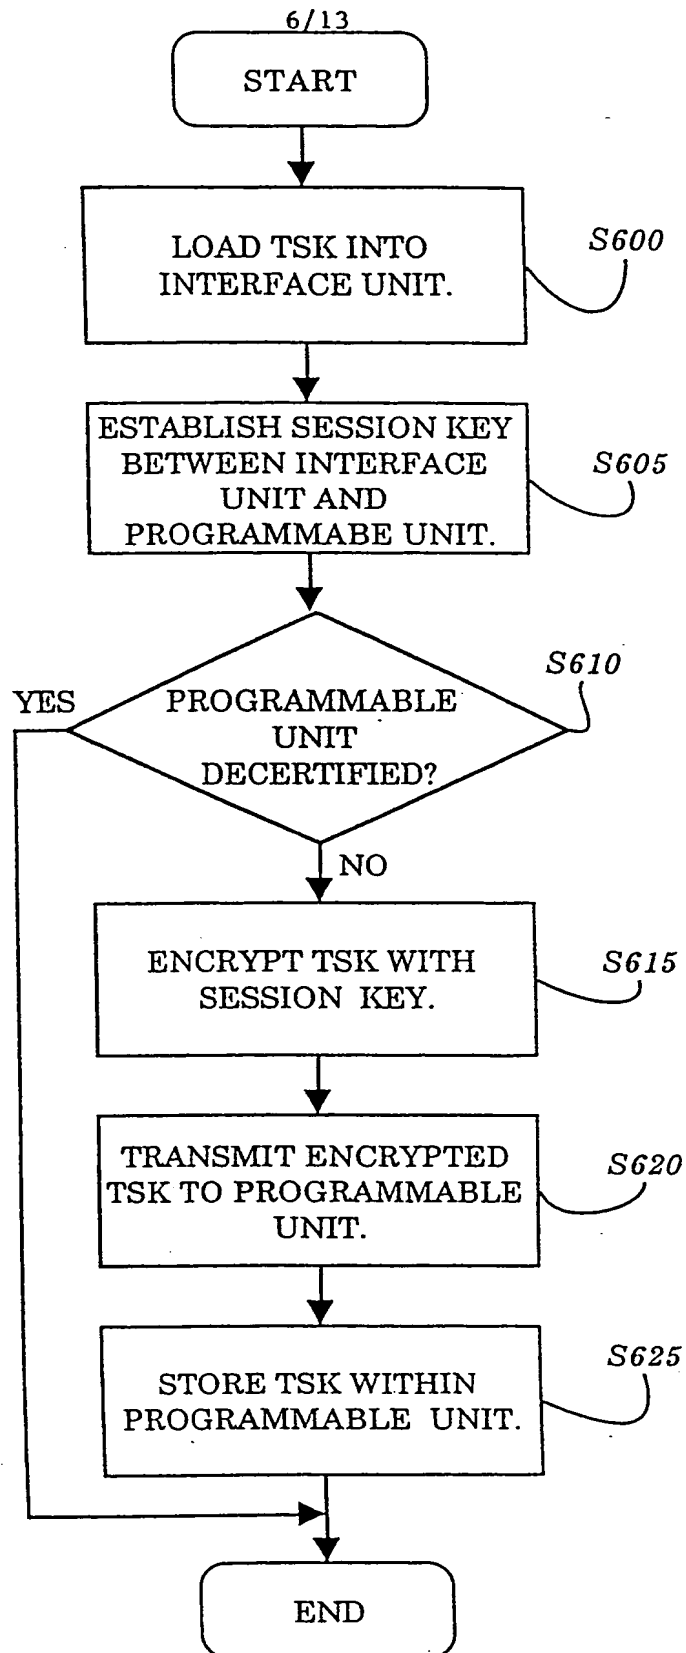 6/13
START
LOAD TSK INTO
INTERFACE UNIT.
S600
ESTABLISH SESSION KEY
BETWEEN INTERFACE
UNIT AND
PROGRAMMABE UNIT.
S605
PROGRAMMABLE
UNIT
DECERTIFIED?
S610
YES
NO
ENCRYPT TSK WITH
SESSION KEY.
S615
TRANSMIT ENCRYPTED
TSK TO PROGRAMMABLE
UNIT.
S620
STORE TSK WITHIN
PROGRAMMABLE UNIT.
S625
END